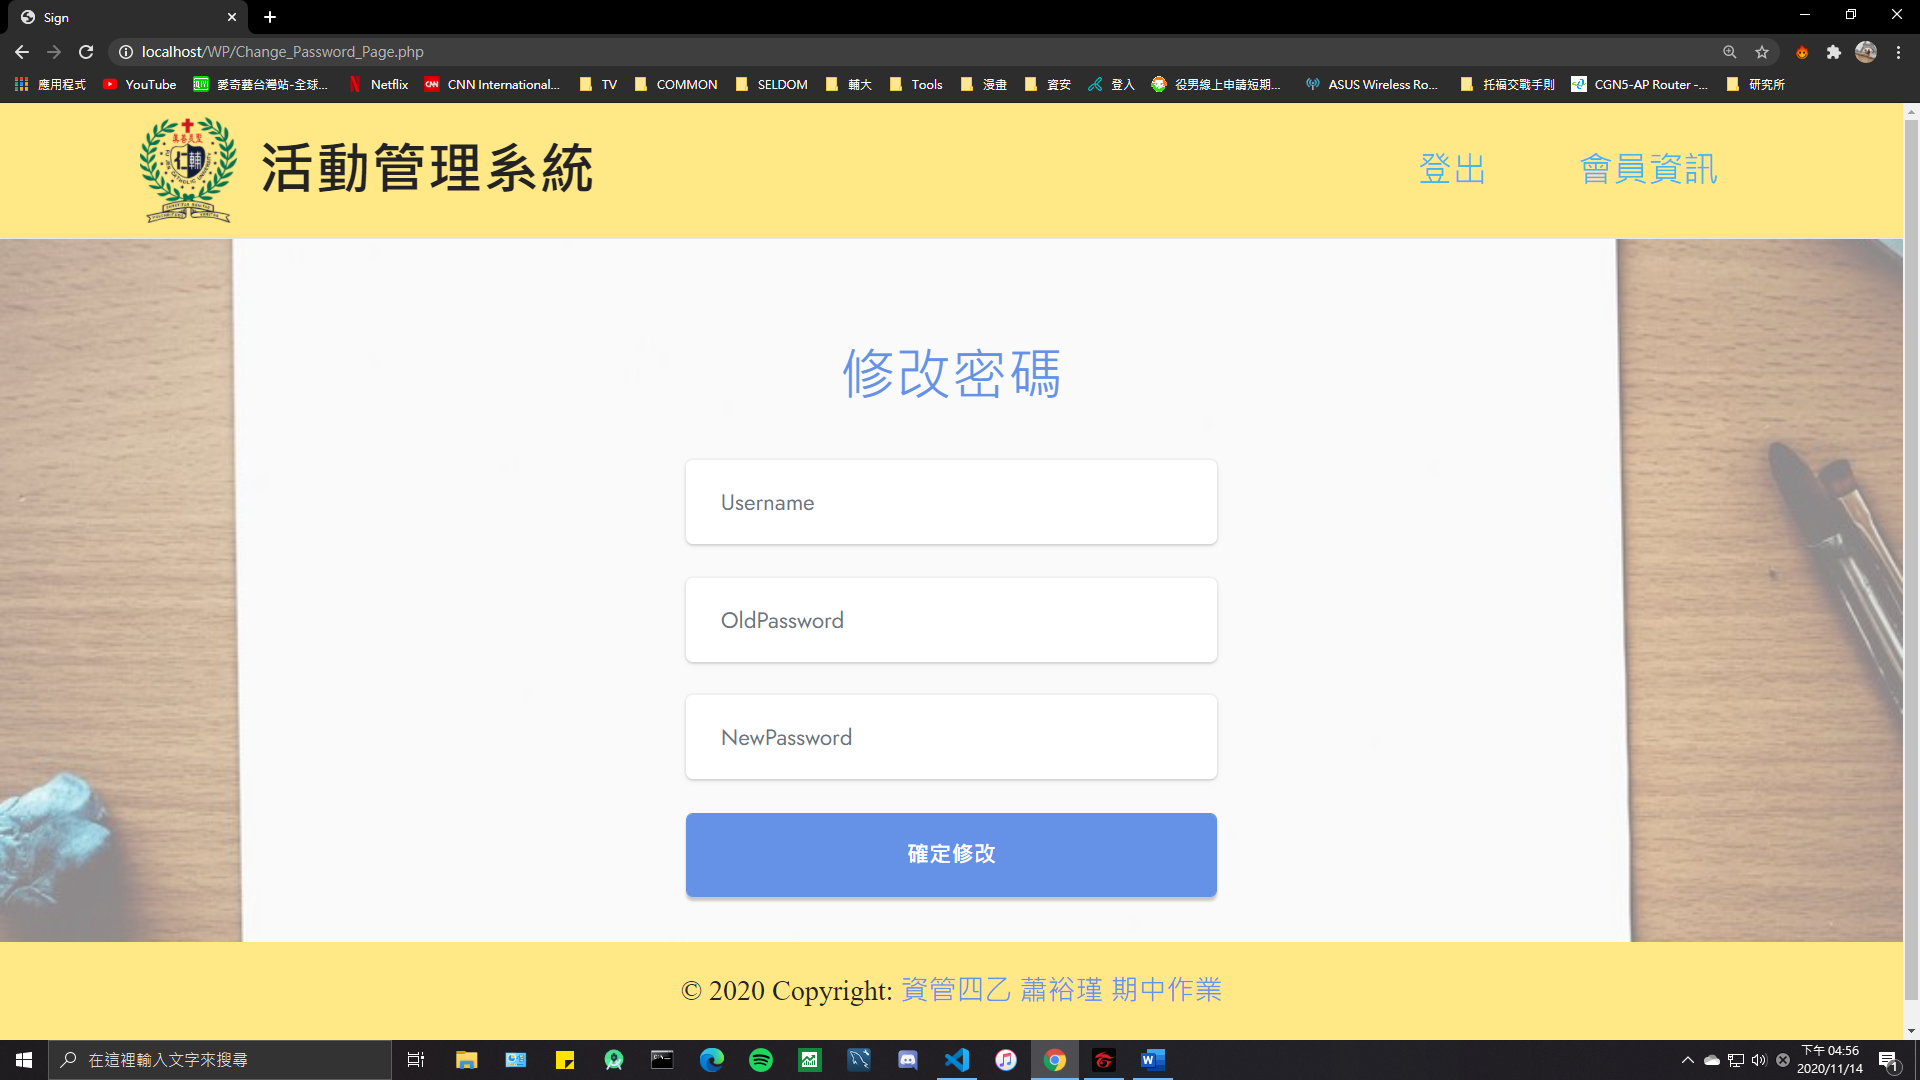 Sign
localhost/WP/Change_Password_Page.php
應用程式 YouTube 愛奇藝台灣站-全球... Netflix CNN International... TV COMMON SELDOM 輔大 Tools 漫畫 資安 登入 役男線上申請短期... ASUS Wireless Ro... 托福交戰手則 CGN5-AP Router -... 研究所
活動管理系統 登出 會員資訊
修改密碼
Username
OldPassword
NewPassword
確定修改
© 2020 Copyright: 資管四乙 蕭裕瑾 期中作業
在這裡輸入文字來搜尋
下午 04:56
2020/11/14
1